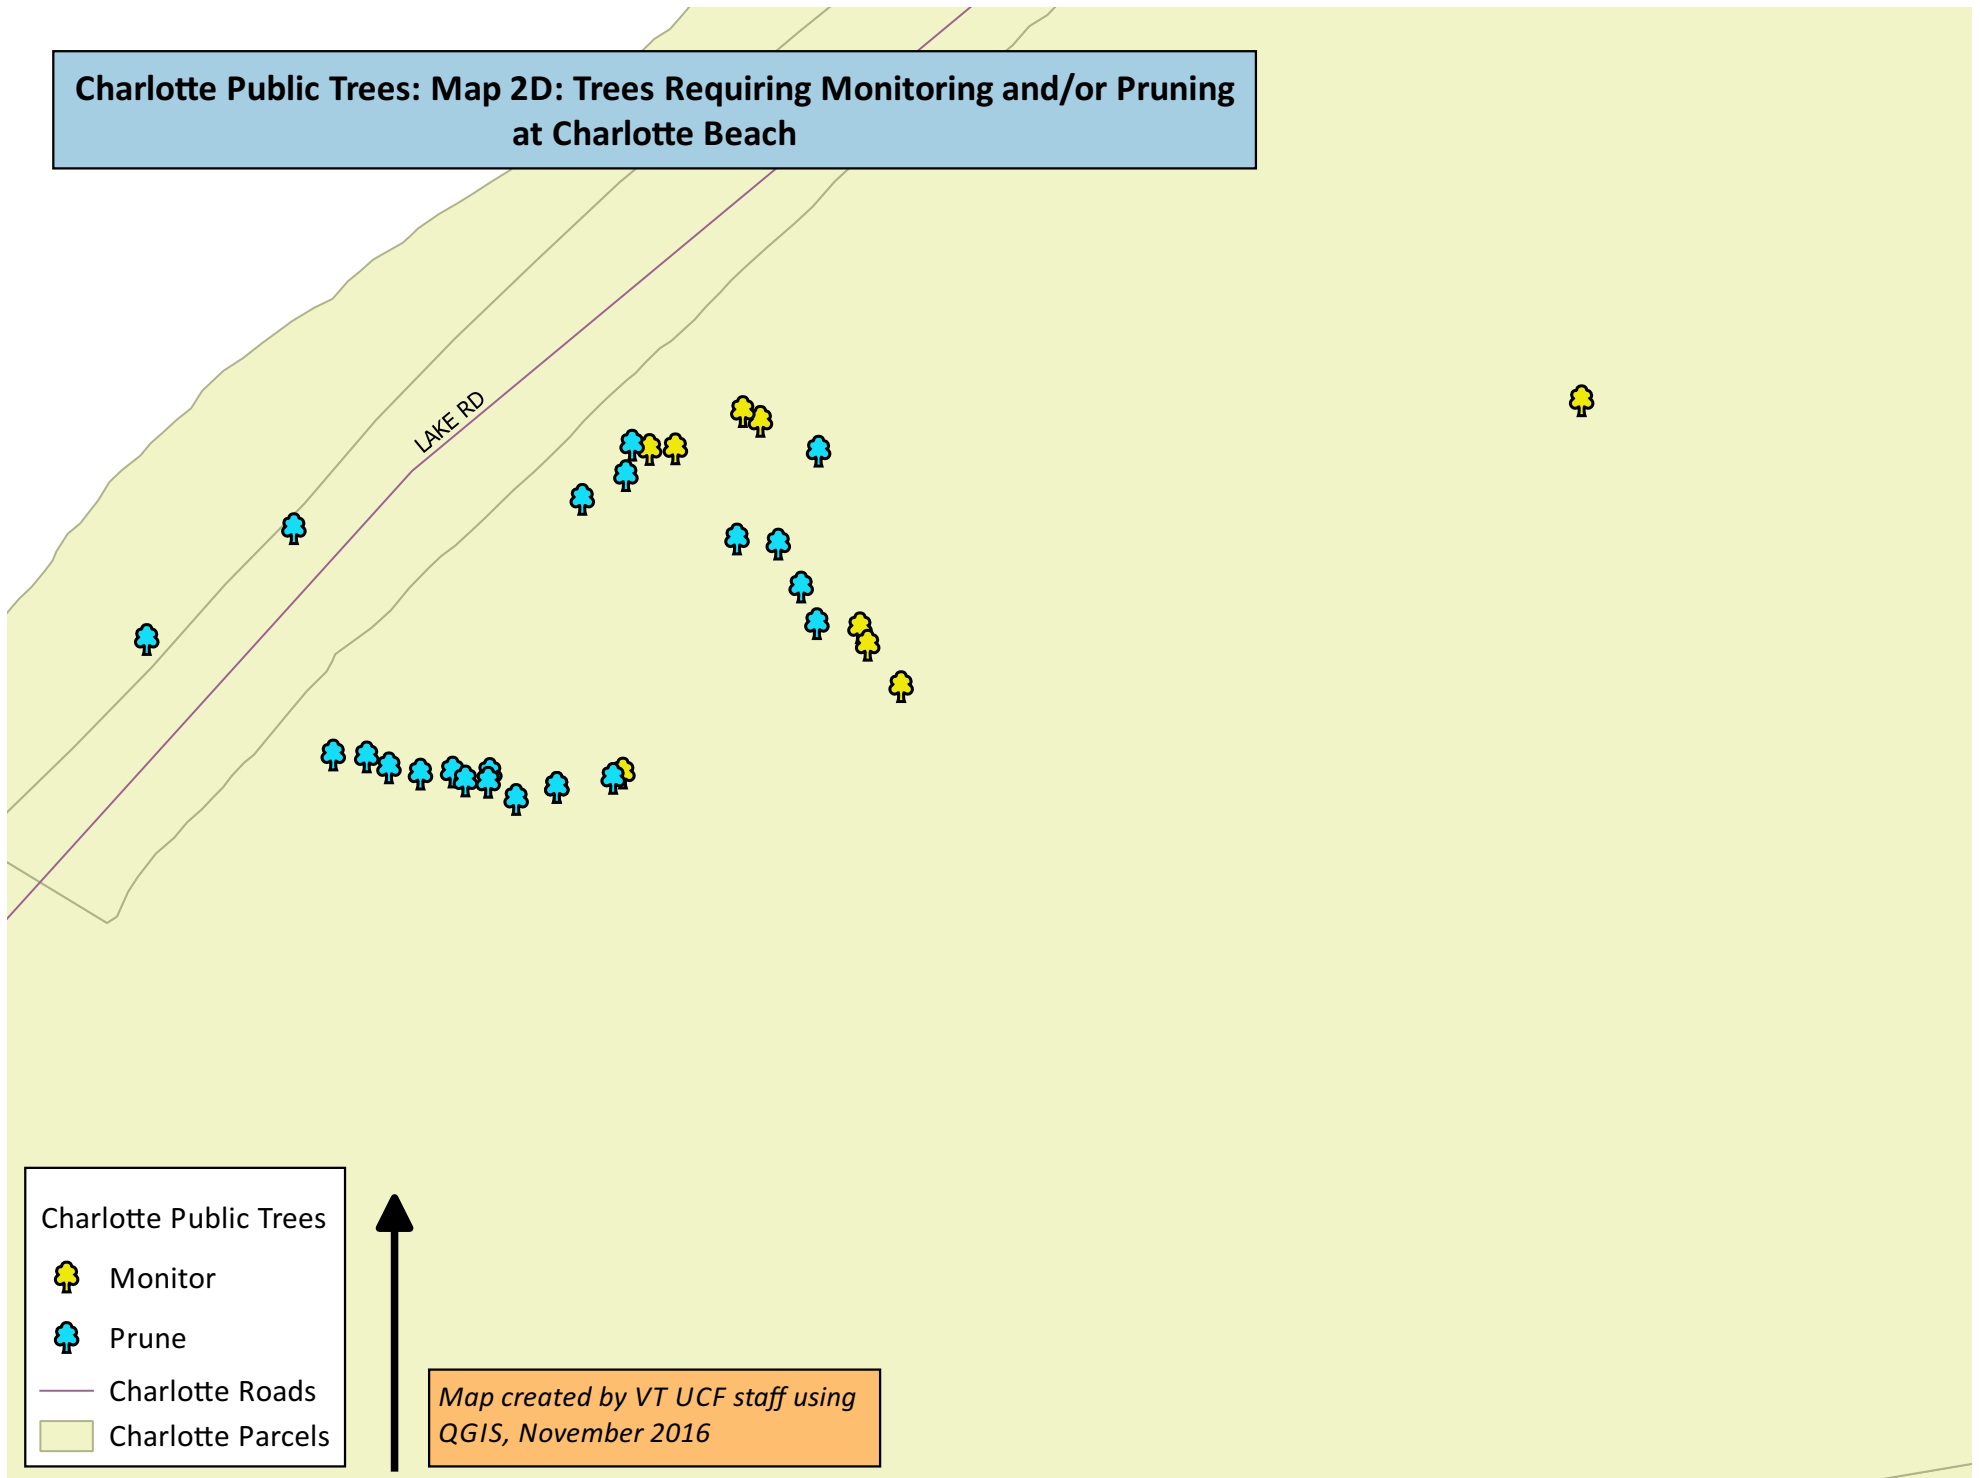 Charlotte Public Trees: Map 2D: Trees Requiring Monitoring and/or Pruning
at Charlotte Beach
LAKE RD
Charlotte Public Trees
Monitor
Prune
Charlotte Roads
Charlotte Parcels
Map created by VT UCF staff using
QGIS, November 2016